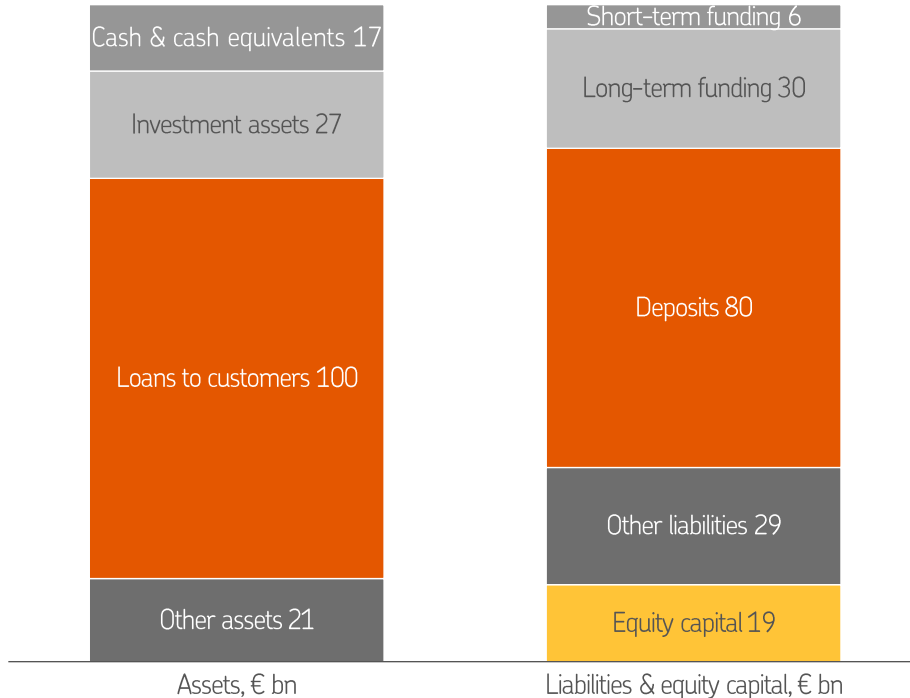 Cash & cash equivalents 17
Investment assets 27
Loans to customers 100
Other assets 21
Assets, € bn
Short-term funding 6
Long-term funding 30
Deposits 80
Other liabilities 29
Equity capital 19
Liabilities & equity capital, € bn